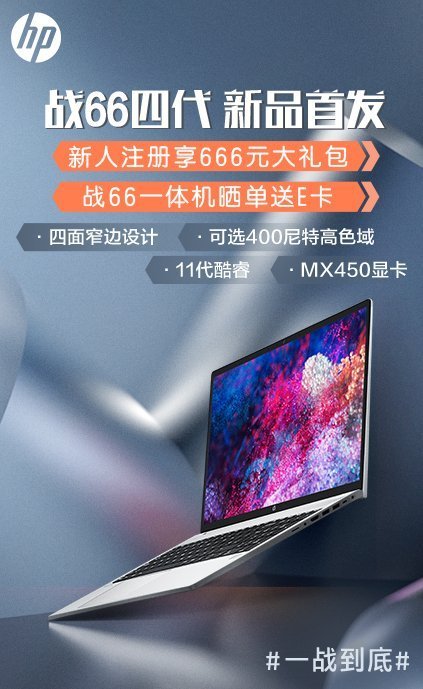 hp
战66四代 新品首发
新人注册享666元大礼包
战66一体机晒单送E卡
· 四面窄边设计 · 可选400尼特高色域
· 11代酷睿 · MX450显卡
#一战到底#